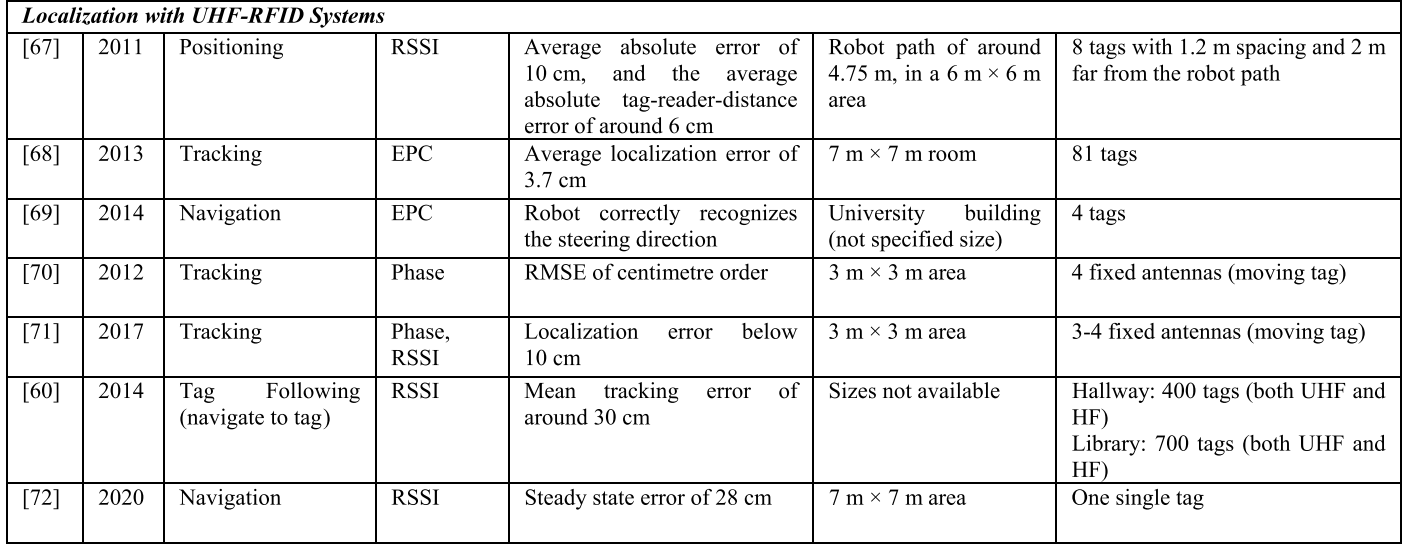 Localization with UHF-RFID Systems
[67] 2011 Positioning RSSI Average absolute error of Robot path of around 8 tags with 1.2 m spacing and 2 m
10 cm, and the average 4.75 m, in a 6 m × 6 m far from the robot path
absolute tag-reader-distance area
error of around 6 cm
[68] 2013 Tracking EPC Average localization error of 7 m × 7 m room 81 tags
3.7 cm
[69] 2014 Navigation EPC Robot correctly recognizes University building 4 tags
the steering direction (not specified size)
[70] 2012 Tracking Phase RMSE of centimetre order 3 m × 3 m area 4 fixed antennas (moving tag)
[71] 2017 Tracking Phase, Localization error below 3 m × 3 m area 3-4 fixed antennas (moving tag)
RSSI 10 cm
[60] 2014 Tag Following RSSI Mean tracking error of Sizes not available Hallway: 400 tags (both UHF and
(navigate to tag) around 30 cm HF)
Library: 700 tags (both UHF and
HF)
[72] 2020 Navigation RSSI Steady state error of 28 cm 7 m × 7 m area One single tag